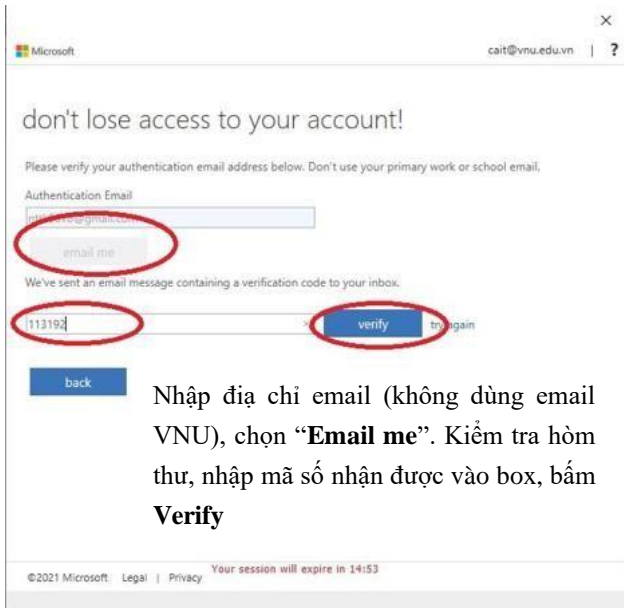 Microsoft
cait@vnu.edu.vn | ?
don't lose access to your account!
Please verify your authentication email address below. Don't use your primary work or school email.
Authentication Email
email me
We've sent an email message containing a verification code to your inbox.
113192
verify
try again
back
Nhập địa chỉ email (không dùng email
VNU), chọn “Email me”. Kiểm tra hòm
thư, nhập mã số nhận được vào box, bấm
Verify
©2021 Microsoft Legal | Privacy
Your session will expire in 14:53